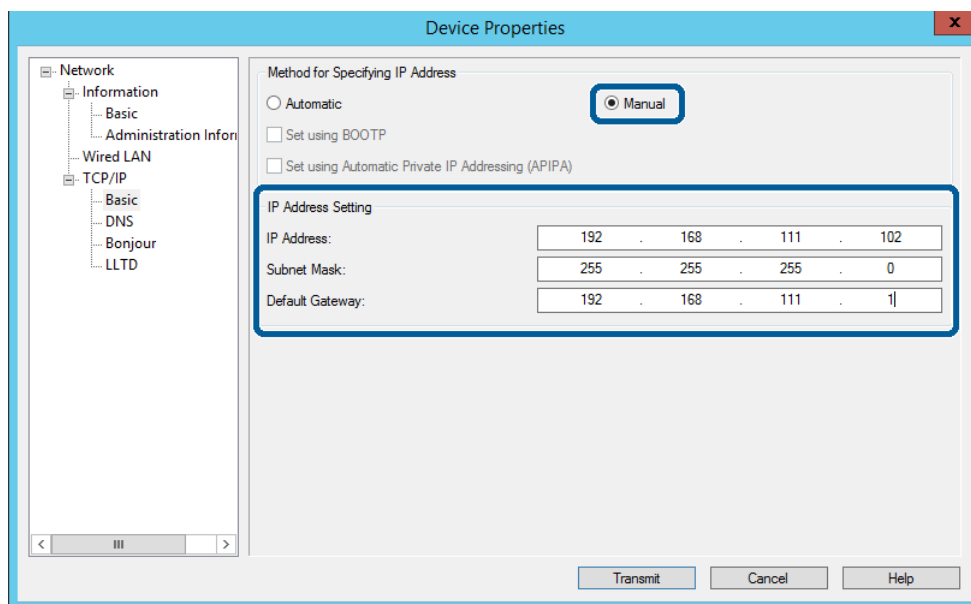 Device Properties
x
Network
Information
Basic
Administration Infor
Wired LAN
TCP/IP
Basic
DNS
Bonjour
LLTD
Method for Specifying IP Address
Automatic
Manual
Set using BOOTP
Set using Automatic Private IP Addressing (APIPA)
IP Address Setting
IP Address: 192 . 168 . 111 . 102
Subnet Mask: 255 . 255 . 255 . 0
Default Gateway: 192 . 168 . 111 . 1
Transmit Cancel Help